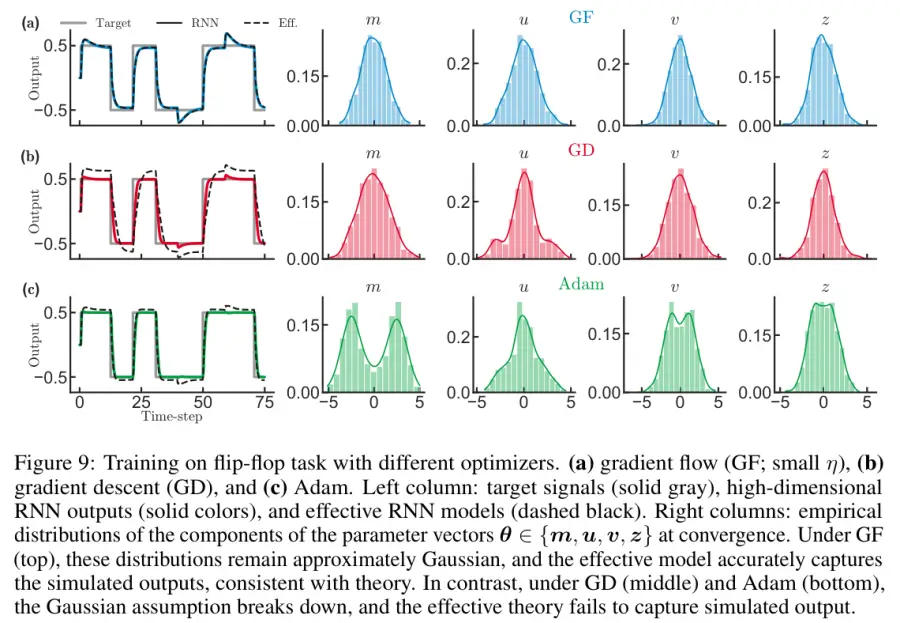 (a) Target RNN Eff. m u GF v z
Output
0.5
−0.5
0.15
0.00
0.2
0.0
0.2
0.0
0.15
0.00
(b) m u GD v z
Output
0.5
−0.5
0.15
0.00
0.2
0.0
0.15
0.00
0.2
0.0
(c) m u Adam v z
Output
0.5
−0.5
0.15
0.00
0.2
0.0
0.15
0.00
0.2
0.0
0 25 50 75 −5 0 5 −5 0 5 −5 0 5 −5 0 5
Time-step
Figure 9: Training on flip-flop task with different optimizers. (a) gradient flow (GF; small η), (b)
gradient descent (GD), and (c) Adam. Left column: target signals (solid gray), high-dimensional
RNN outputs (solid colors), and effective RNN models (dashed black). Right columns: empirical
distributions of the components of the parameter vectors θ ∈ {m, u, v, z} at convergence. Under GF
(top), these distributions remain approximately Gaussian, and the effective model accurately captures
the simulated outputs, consistent with theory. In contrast, under GD (middle) and Adam (bottom),
the Gaussian assumption breaks down, and the effective theory fails to capture simulated output.